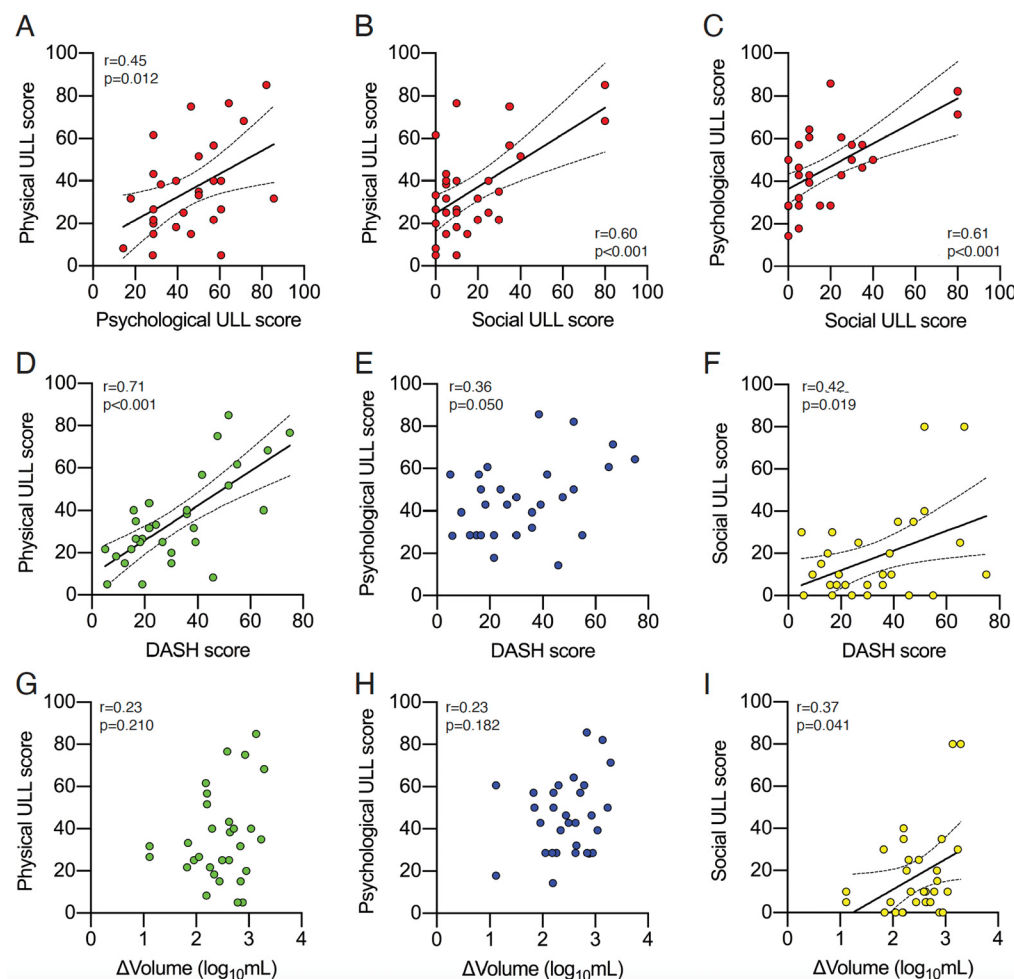 A
B
C
r=0.45
p=0.012
r=0.60
p<0.001
r=0.61
p<0.001
Physical ULL score
100
80
60
40
20
0
0 20 40 60 80 100
Psychological ULL score
Physical ULL score
100
80
60
40
20
0
0 20 40 60 80 100
Social ULL score
Psychological ULL score
100
80
60
40
20
0
0 20 40 60 80 100
Social ULL score
D
E
F
r=0.71
p<0.001
r=0.36
p=0.050
r=0.42
p=0.019
Physical ULL score
100
80
60
40
20
0
0 20 40 60 80
DASH score
Psychological ULL score
100
80
60
40
20
0
0 20 40 60 80
DASH score
Social ULL score
100
80
60
40
20
0
0 20 40 60 80
DASH score
G
H
I
r=0.23
p=0.210
r=0.23
p=0.182
r=0.37
p=0.041
Physical ULL score
100
80
60
40
20
0
0 1 2 3 4
ΔVolume (log₁₀mL)
Psychological ULL score
100
80
60
40
20
0
0 1 2 3 4
ΔVolume (log₁₀mL)
Social ULL score
100
80
60
40
20
0
0 1 2 3 4
ΔVolume (log₁₀mL)